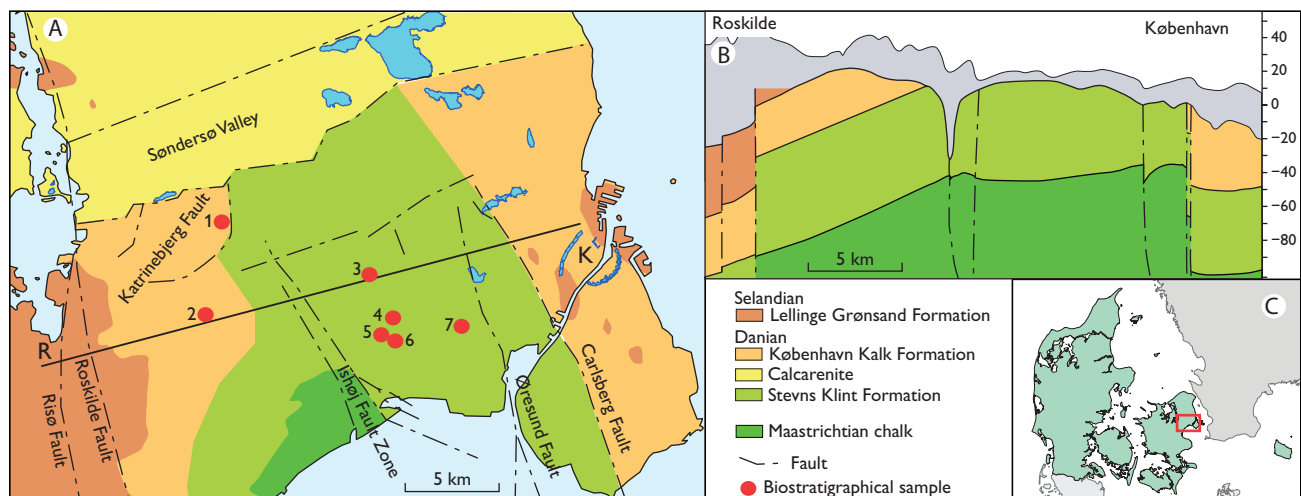 A
Søndersø Valley
Katrinebjerg Fault
1
2
3
4
5
6
7
R
K
Risø Fault
Roskilde Fault
Ishøj Fault Zone
Øresund Fault
Carlsberg Fault
5 km
Roskilde
København
B
40
20
0
−20
−40
−60
−80
5 km
Selandian
Lellinge Grønsand Formation
Danian
København Kalk Formation
Calcarenite
Stevns Klint Formation
Maastrichtian chalk
Fault
Biostratigraphical sample
C